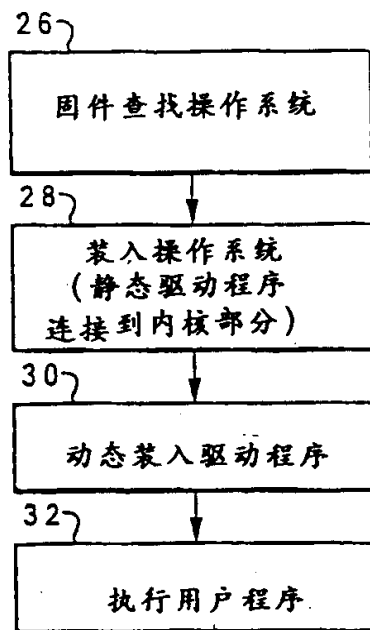 26
固件查找操作系统
28
装入操作系统
(静态驱动程序
连接到内核部分)
30
动态装入驱动程序
32
执行用户程序